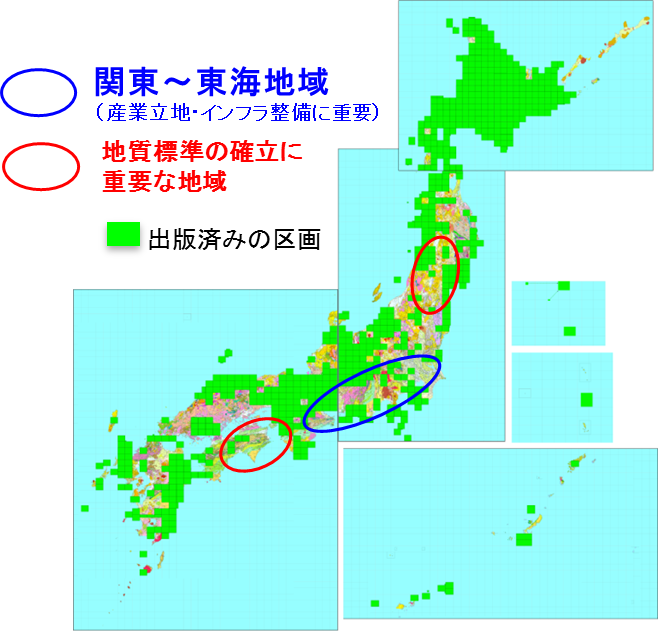 関東～東海地域
（産業立地・インフラ整備に重要）
地質標準の確立に
重要な地域
出版済みの区画